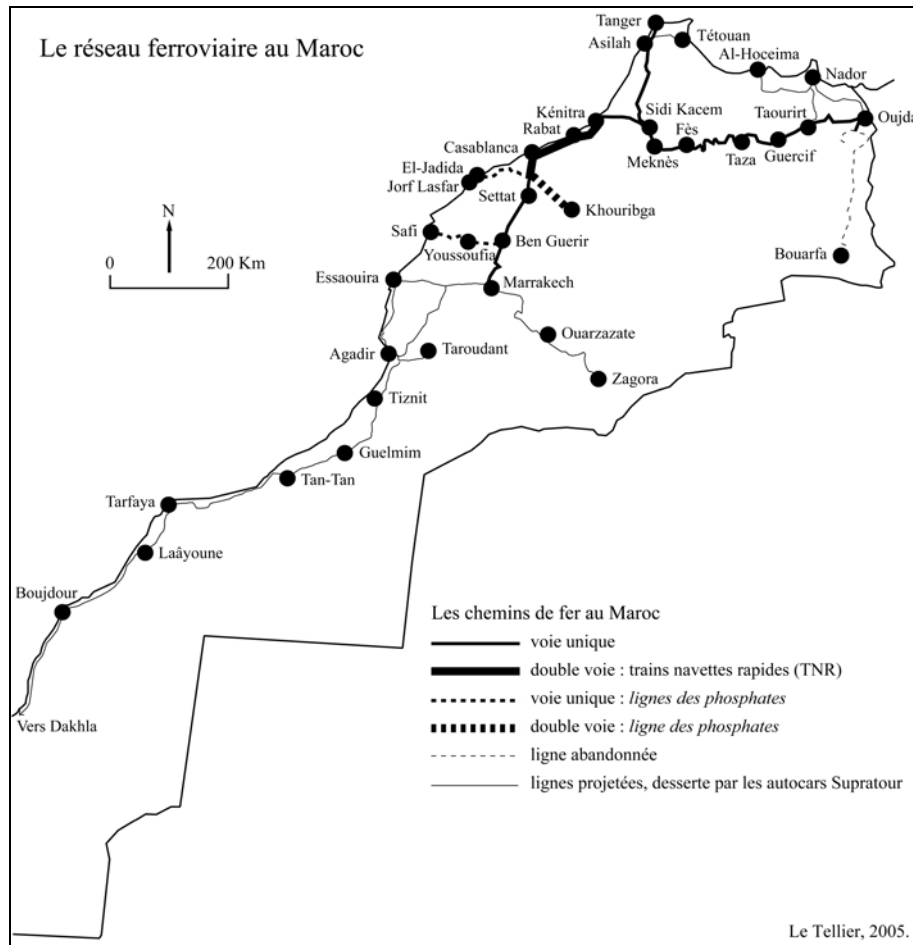 Le réseau ferroviaire au Maroc
Tanger
Asilah
Tétouan
Al-Hoceima
Nador
Kénitra
Rabat
Sidi Kacem
Fès
Taourirt
Oujda
Casablanca
Meknès
Taza
Guercif
El-Jadida
Jorf Lasfar
Settat
Khouribga
N
Safi
Youssoufia
Ben Guerir
Bouarfa
0 200 Km
Essaouira
Marrakech
Ouarzazate
Agadir
Taroudant
Zagora
Tiznit
Guelmim
Tan-Tan
Tarfaya
Laâyoune
Boujdour
Vers Dakhla
Les chemins de fer au Maroc
voie unique
double voie : trains navettes rapides (TNR)
voie unique : lignes des phosphates
double voie : ligne des phosphates
ligne abandonnée
lignes projetées, desserte par les autocars Supratour
Le Tellier, 2005.